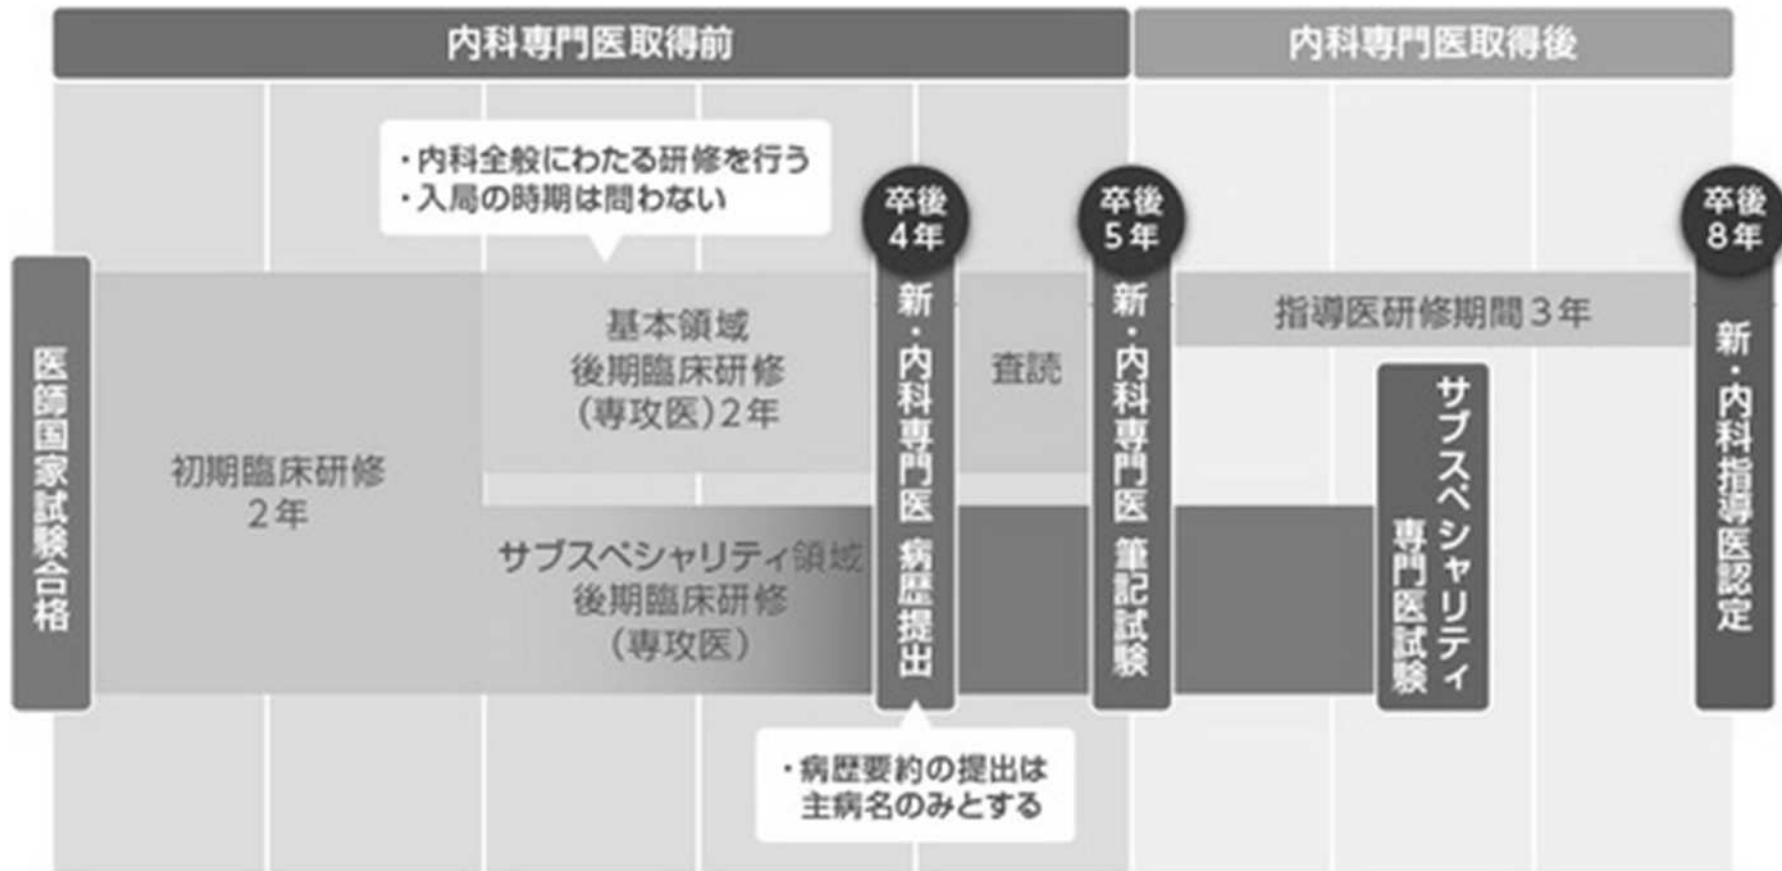 内科専門医取得前
内科専門医取得後
・内科全般にわたる研修を行う
・入局の時期は問わない
卒後
4年
卒後
5年
卒後
8年
医師国家試験合格
初期臨床研修
2年
基本領域
後期臨床研修
(専攻医)2年
サブスペシャリティ領域
後期臨床研修
(専攻医)
新・内科専門医 病歴提出
査読
新・内科専門医 筆記試験
指導医研修期間3年
サブスペシャリティ
専門医試験
新・内科指導医認定
・病歴要約の提出は
主病名のみとする